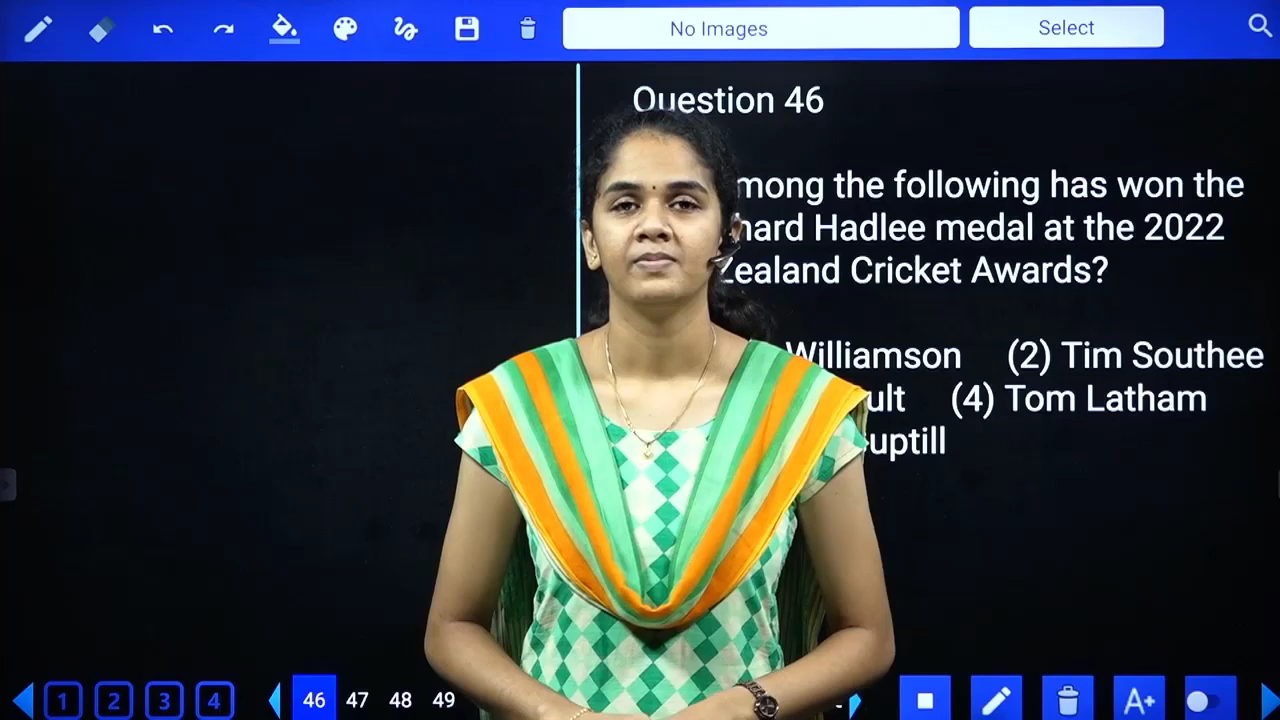 No Images
Select
Question 46
mong the following has won the
hard Hadlee medal at the 2022
Zealand Cricket Awards?
Williamson (2) Tim Southee
ult (4) Tom Latham
uptill
1 2 3 4 46 47 48 49
A+